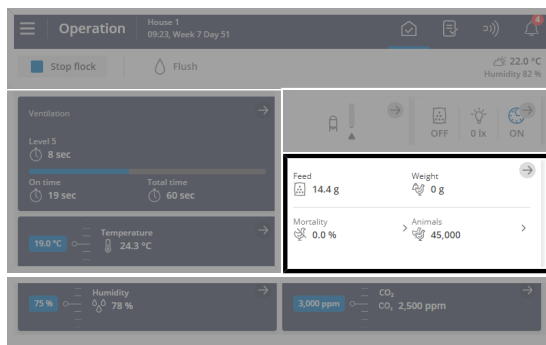 Operation
House 1
09:23, Week 7 Day 51
4
Stop flock
Flush
22.0 °C
Humidity 82 %
Ventilation
Level 5
8 sec
On time
19 sec
Total time
60 sec
OFF
0 lx
ON
Feed
14.4 g
Weight
0 g
Mortality
0.0 %
Animals
45,000
19.0 °C
Temperature
24.3 °C
75 %
Humidity
78 %
3,000 ppm
CO₂
CO₂ 2,500 ppm